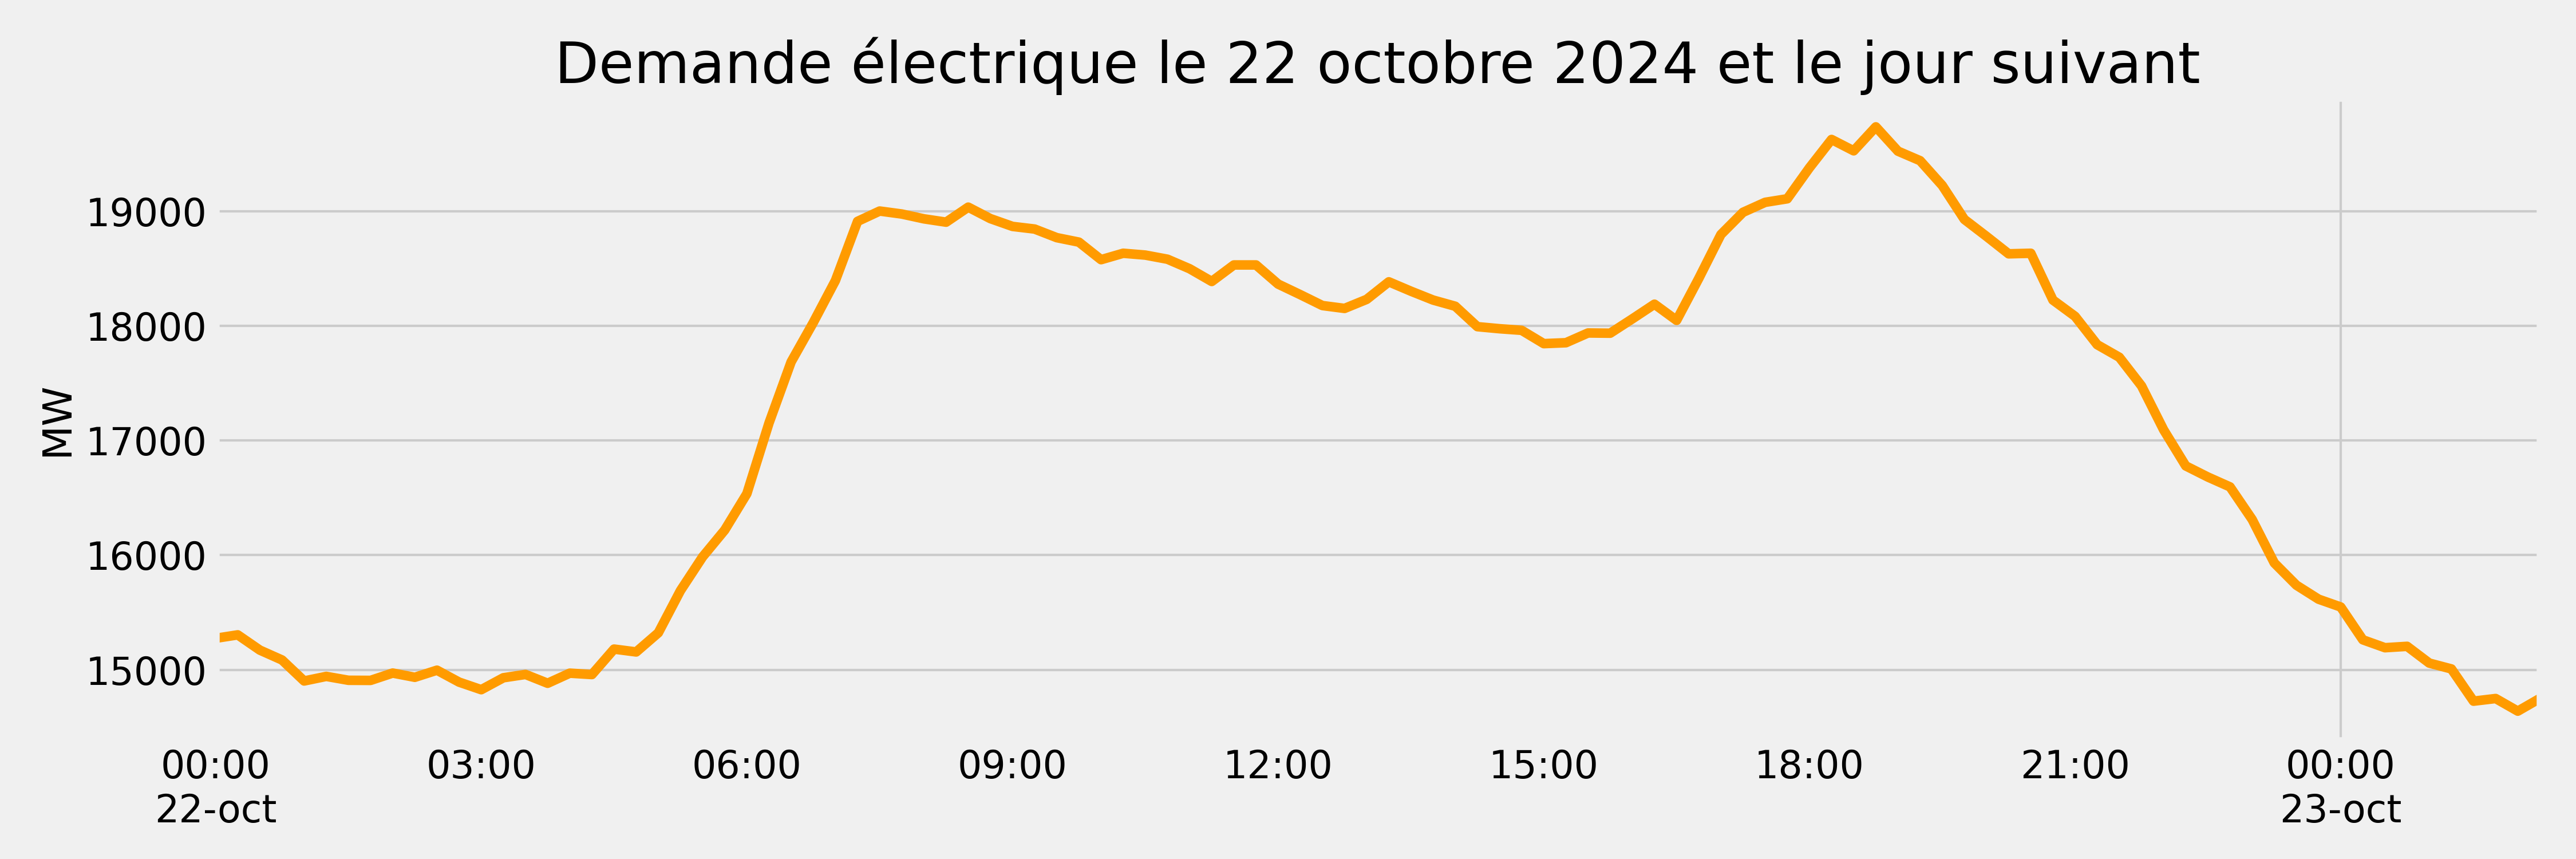 Demande électrique le 22 octobre 2024 et le jour suivant
MW
19000
18000
17000
16000
15000
00:00 03:00 06:00 09:00 12:00 15:00 18:00 21:00 00:00
22-oct 23-oct